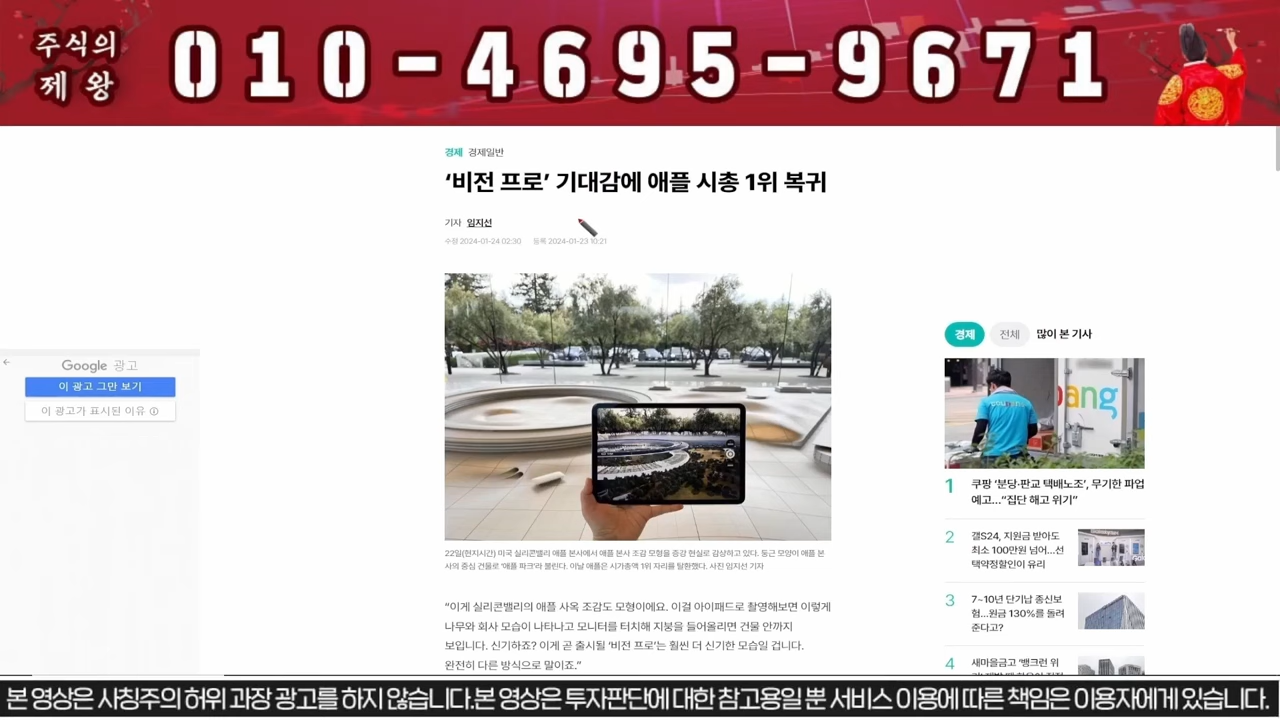 주식의
제 왕
010-4695-9671
경제 경제일반
‘비전 프로’ 기대감에 애플 시총 1위 복귀
기자 임지선
수정 2024-01-24 02:30 등록 2024-01-23 10:21
Google 광고
이 광고 그만 보기
이 광고가 표시된 이유
22일(현지시간) 미국 실리콘밸리 애플 본사에서 애플 본사 조감 모형을 증강 현실로 감상하고 있다. 둥근 모양이 애플 본
사의 중심 건물로 ‘애플 파크’라 불린다. 이날 애플은 시가총액 1위 자리를 탈환했다. 사진 임지선 기자
“이게 실리콘밸리의 애플 사옥 조감도 모형이에요. 이걸 아이패드로 촬영해보면 이렇게
나무와 회사 모습이 나타나고 모니터를 터치해 지붕을 들어올리면 건물 안까지
보입니다. 신기하죠? 이게 곧 출시될 ‘비전 프로’는 훨씬 더 신기한 모습일 겁니다.
완전히 다른 방식으로 말이죠.”
경제 전체 많이 본 기사
ang
1 쿠팡 ‘분당·판교 택배노조’, 무기한 파업
예고…“집단 해고 위기”
2 갤S24, 지원금 받아도
최소 100만원 넘어…선
택약정할인이 유리
3 7~10년 단기납 종신보
험…원금 130%를 돌려
준다고?
4 새마을금고 ‘뱅크런 위
본 영상은 사칭주의 허위 과장 광고를 하지 않습니다.본 영상은 투자판단에 대한 참고용일 뿐 서비스 이용에 따른 책임은 이용자에게 있습니다.